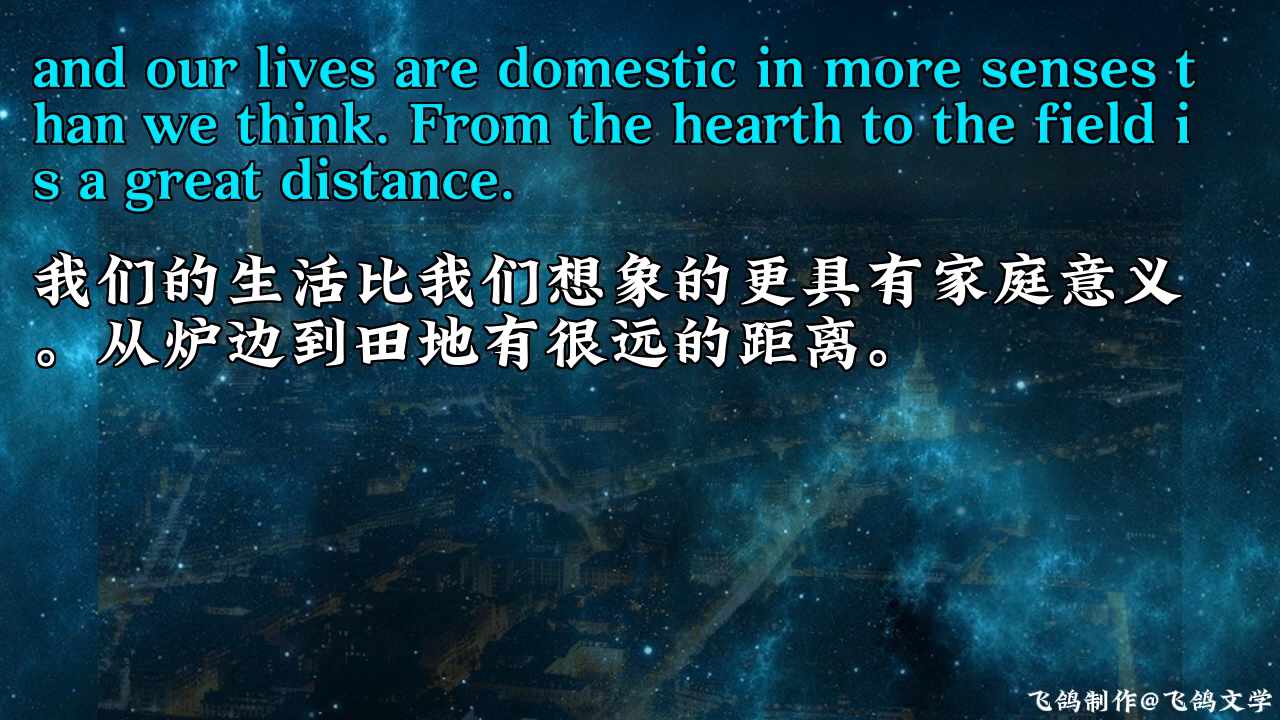 and our lives are domestic in more senses t
han we think. From the hearth to the field i
s a great distance.
我们的生活比我们想象的更具有家庭意义
。从炉边到田地有很远的距离。
飞鸽制作@飞鸽文学